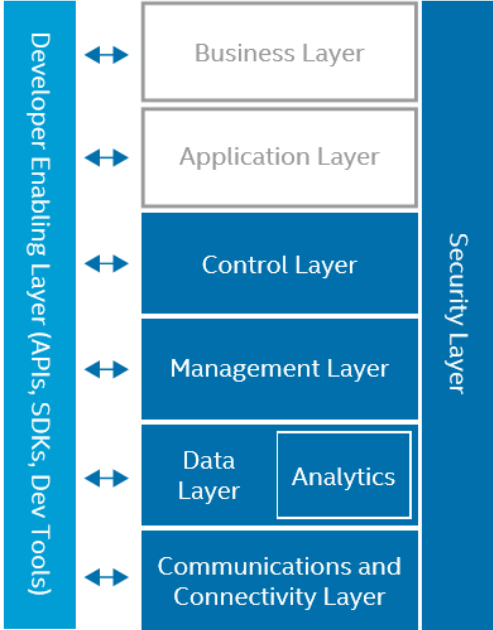 Developer Enabling Layer (APIs, SDKs, Dev Tools)
Business Layer
Application Layer
Control Layer
Management Layer
Data
Layer
Analytics
Communications and
Connectivity Layer
Security Layer